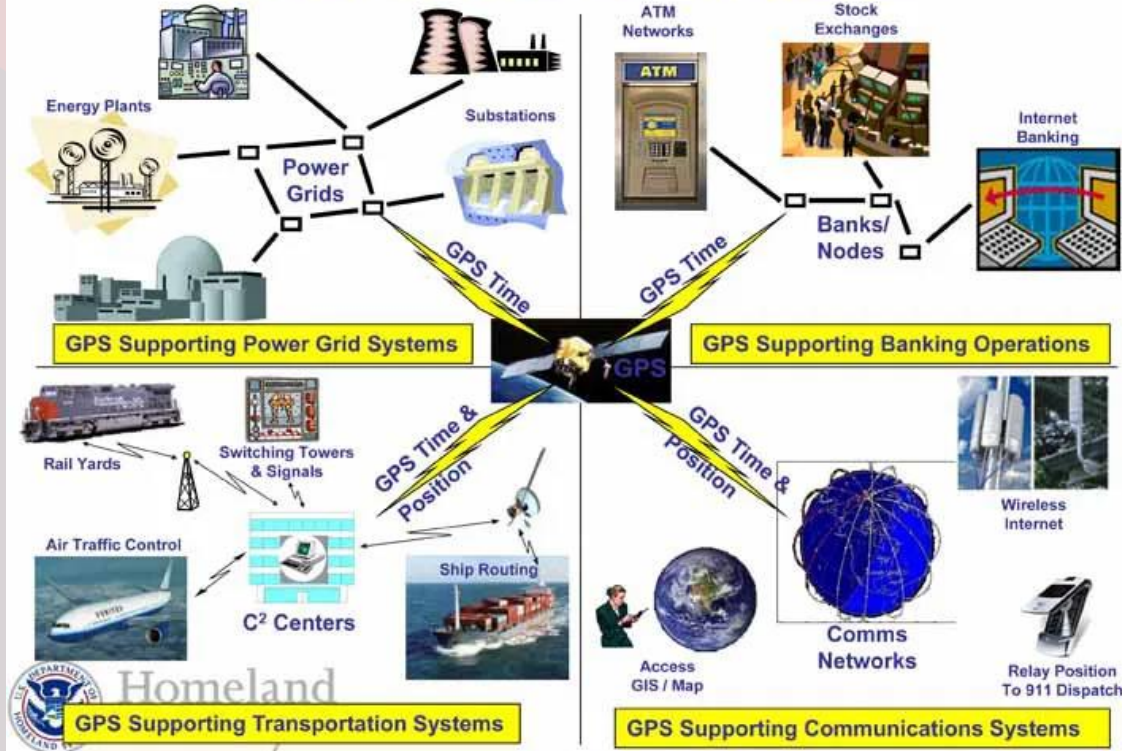 Energy Plants
Power
Grids
Substations
GPS Time
GPS Supporting Power Grid Systems
ATM
Networks
ATM
Stock
Exchanges
Internet
Banking
Banks/
Nodes
GPS Time
GPS Supporting Banking Operations
GPS
Rail Yards
Switching Towers
& Signals
GPS Time &
Position
Air Traffic Control
C² Centers
Ship Routing
Homeland
GPS Supporting Transportation Systems
GPS Time &
Position
Wireless
Internet
Access
GIS / Map
Comms
Networks
Relay Position
To 911 Dispatch
GPS Supporting Communications Systems